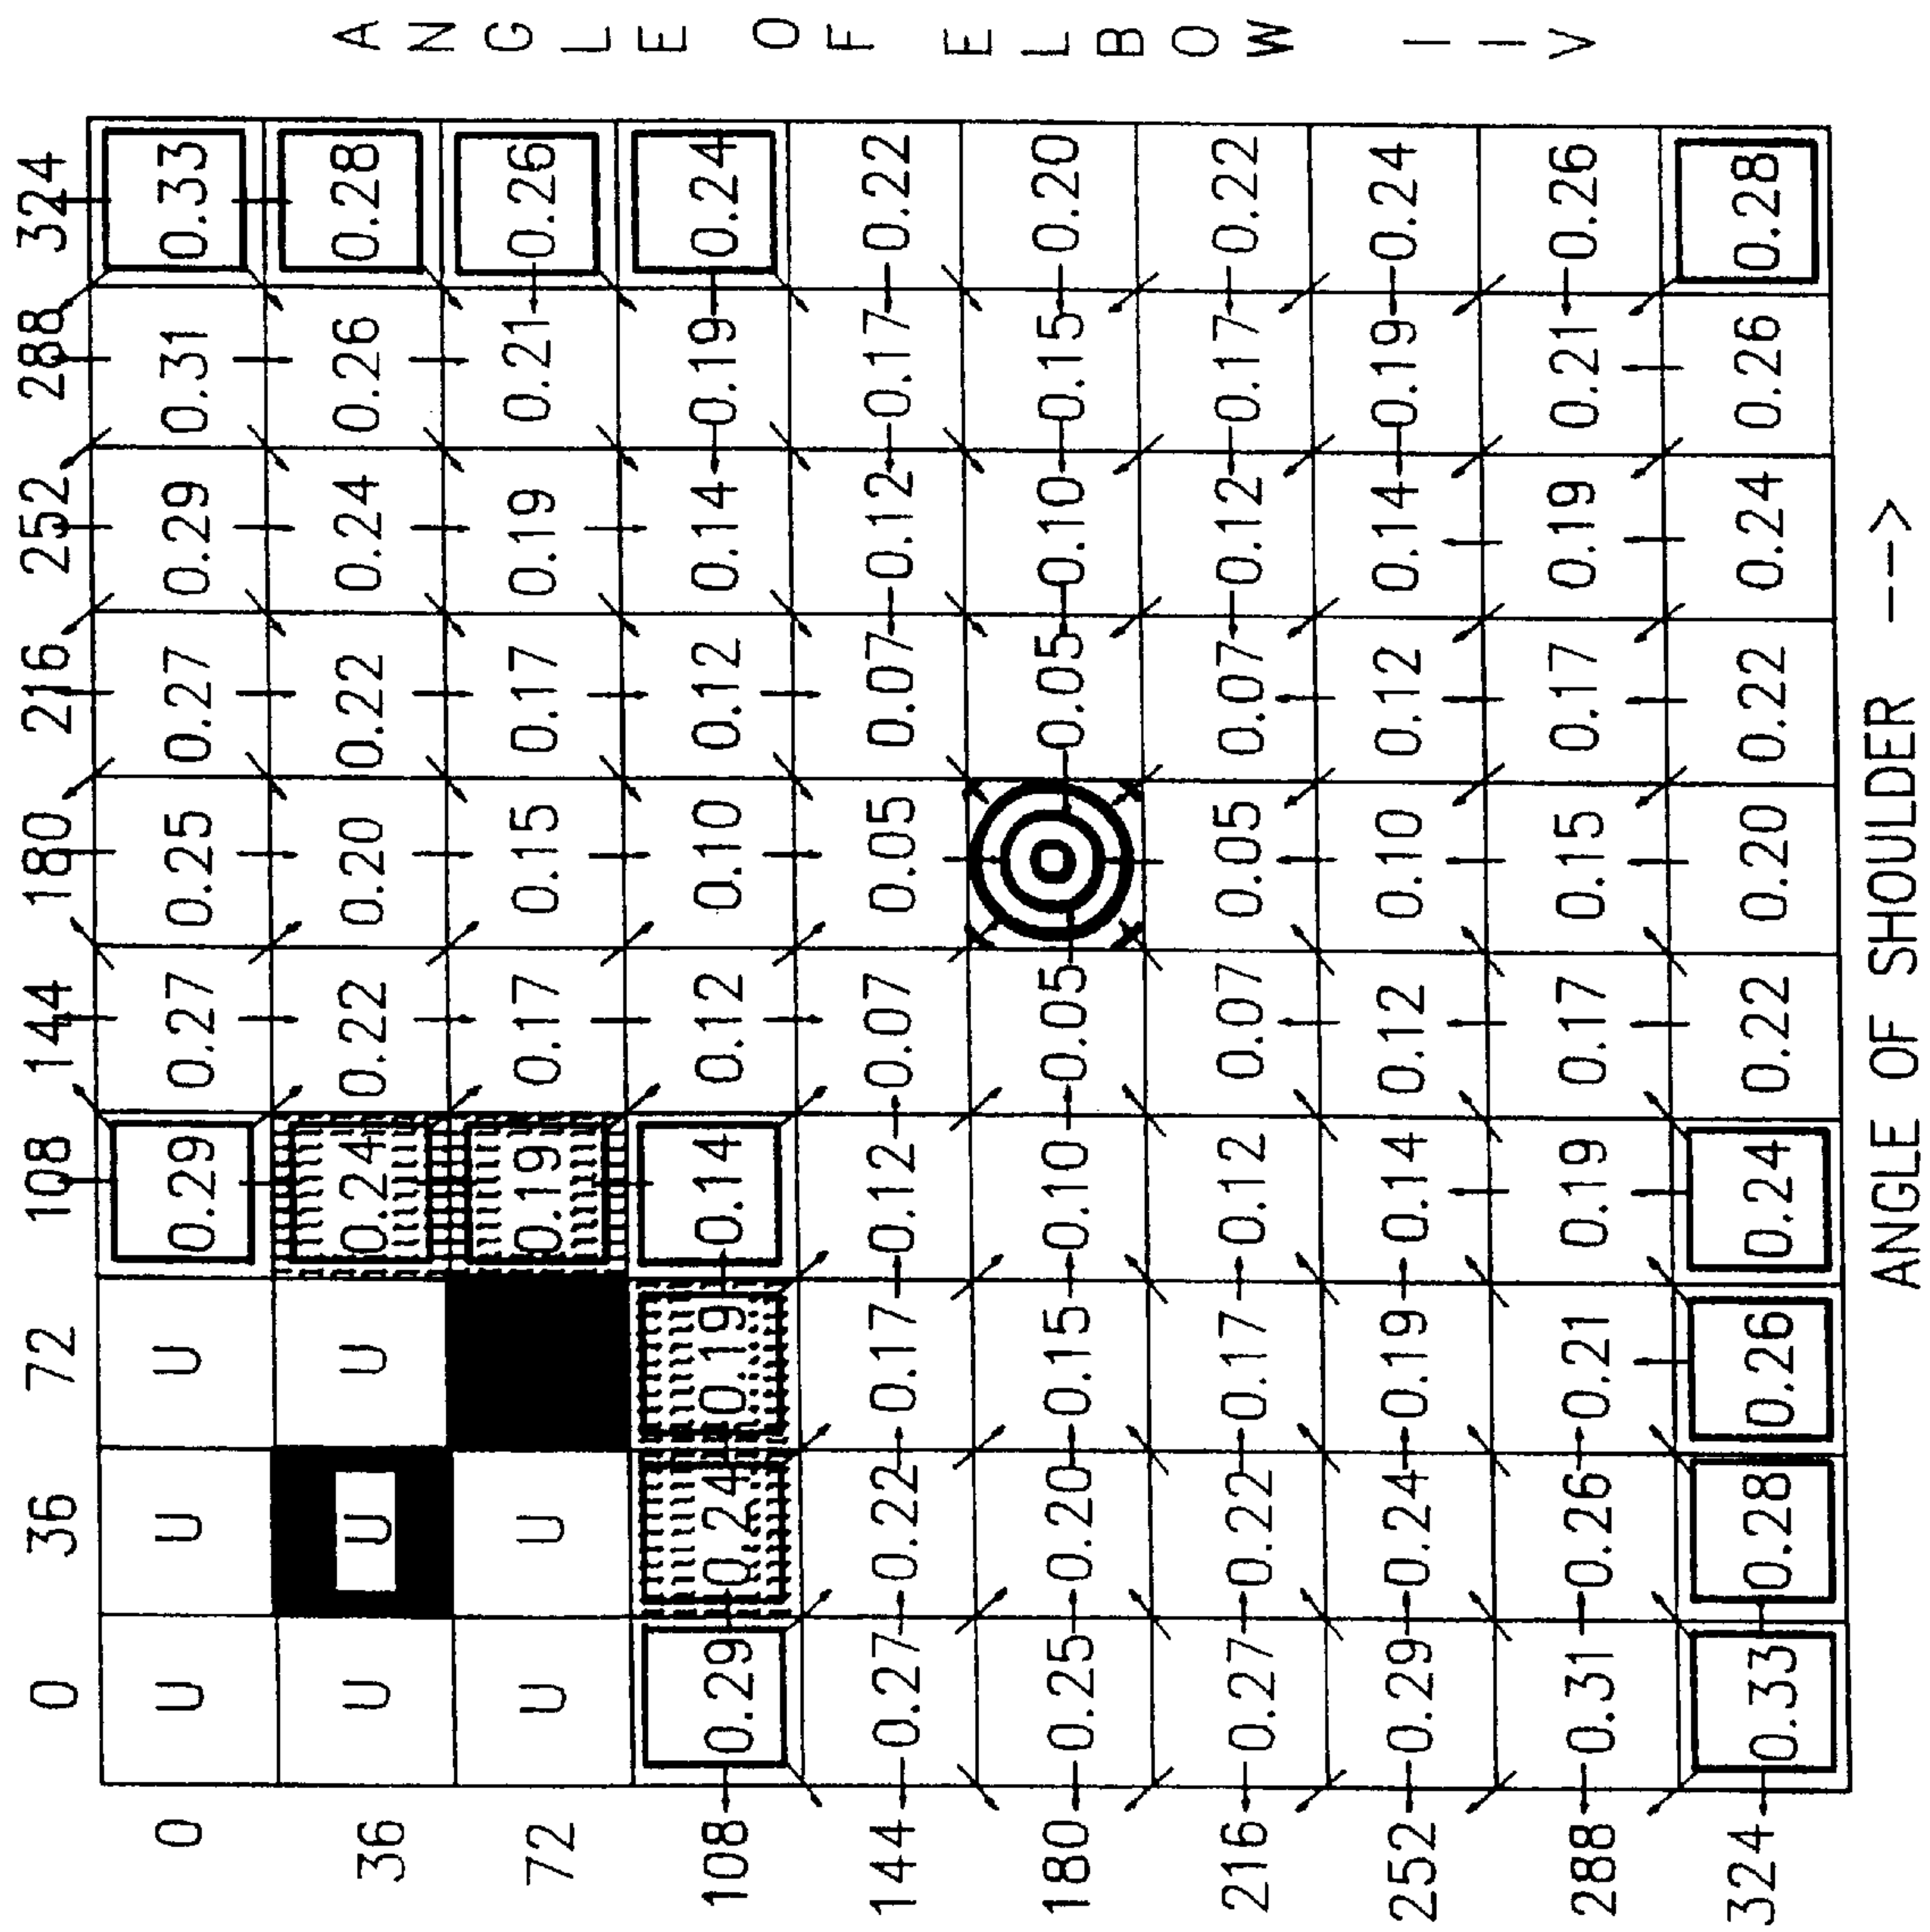 0 36 72 108 144 180 216 252 288 324
0 U U U 0.29 0.27 0.25 0.27 0.29 0.31 0.33
36 U U U 0.24 0.22 0.20 0.22 0.24 0.26 0.28
72 U U 0.19 0.17 0.15 0.17 0.19 0.21 0.26
108 0.29 0.24 0.19 0.14 0.12 0.10 0.12 0.14 0.19 0.24
144 0.27 0.22 0.17 0.12 0.07 0.05 0.07 0.12 0.17 0.22
180 0.25 0.20 0.15 0.10 0.05 0.05 0.10 0.15 0.20
216 0.27 0.22 0.17 0.12 0.07 0.05 0.07 0.12 0.17 0.22
252 0.29 0.24 0.19 0.14 0.12 0.10 0.12 0.14 0.19 0.24
288 0.31 0.26 0.21 0.19 0.17 0.15 0.17 0.19 0.21 0.26
324 0.33 0.28 0.26 0.24 0.22 0.20 0.22 0.24 0.26 0.28
ANGLE OF SHOULDER -->
ANGLE OF ELBOW | | V